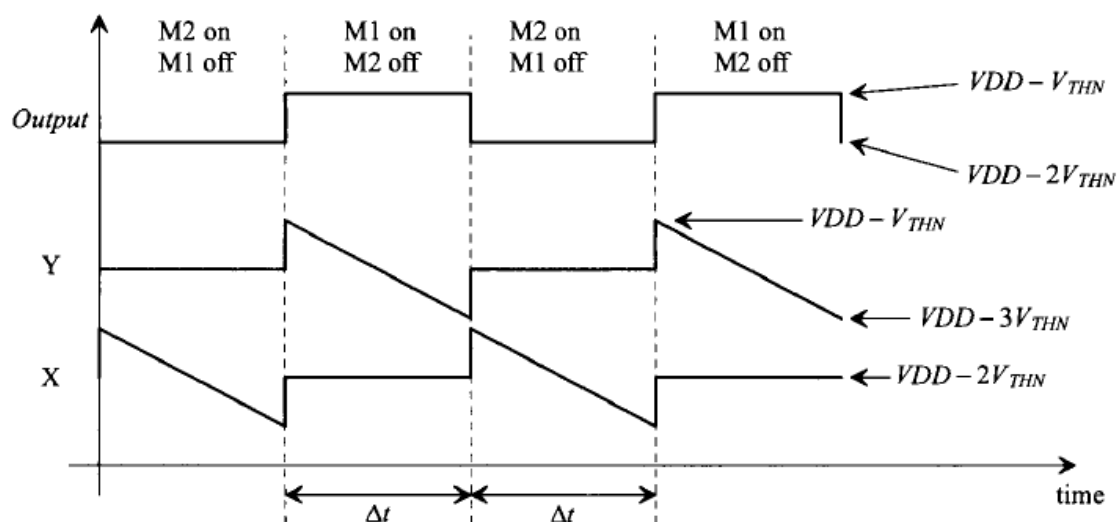 M2 on
M1 off
M1 on
M2 off
M2 on
M1 off
M1 on
M2 off
Output
VDD – V_THN
VDD – 2V_THN
Y
VDD – V_THN
VDD – 3V_THN
X
VDD – 2V_THN
time
Δt
Δt